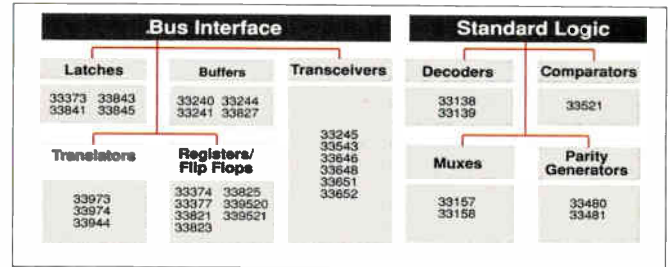 Bus Interface
Latches
33373 33843
33841 33845
Buffers
33240 33244
33241 33827
Transceivers
33245
33543
33646
33648
33651
33652
Translators
33973
33974
33944
Registers/
Flip Flops
33374 33825
33377 339520
33821 339521
33823
Standard Logic
Decoders
33138
33139
Comparators
33521
Muxes
33157
33158
Parity
Generators
33480
33481